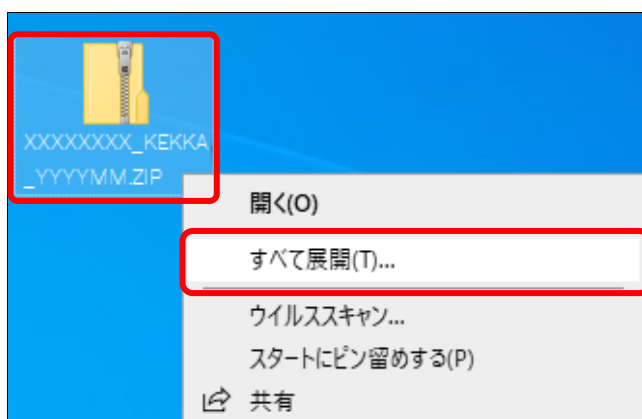 XXXXXXXX_KEKKA
_YYYYMM.ZIP
開く(O)
すべて展開(T)...
ウイルススキャン...
スタートにピン留めする(P)
共有